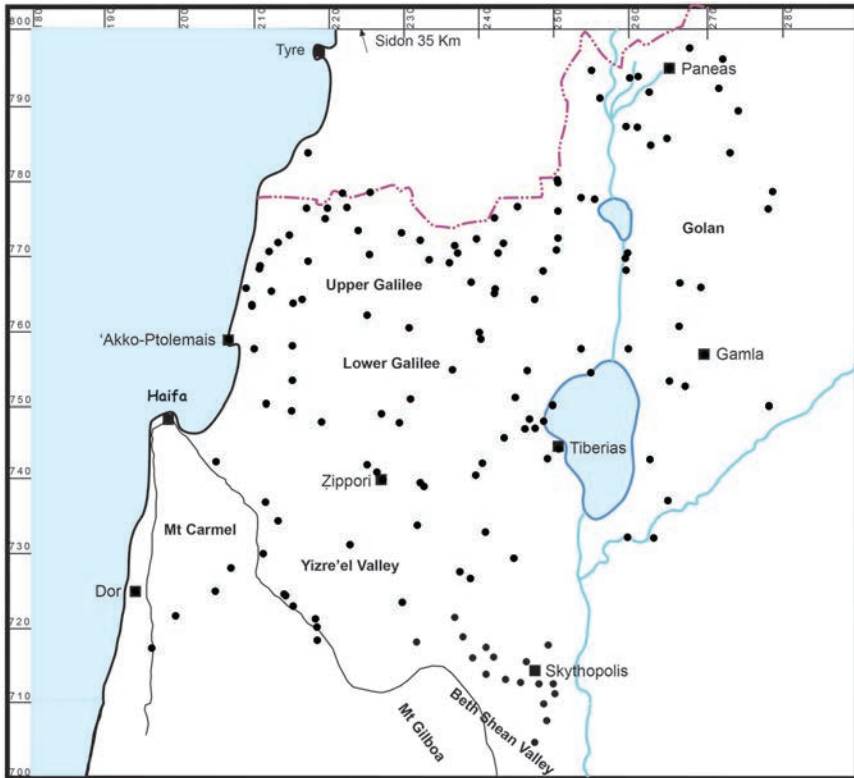 180
190
200
210
220
230
240
250
260
270
280
800
790
780
770
760
750
740
730
720
710
700
Sidon 35 Km
Tyre
Paneas
Golan
Upper Galilee
'Akko-Ptolemais
Lower Galilee
Gamla
Haifa
Tiberias
Ẓippori
Mt Carmel
Yizre'el Valley
Dor
Skythopolis
Beth Shean Valley
Mt Gilboa